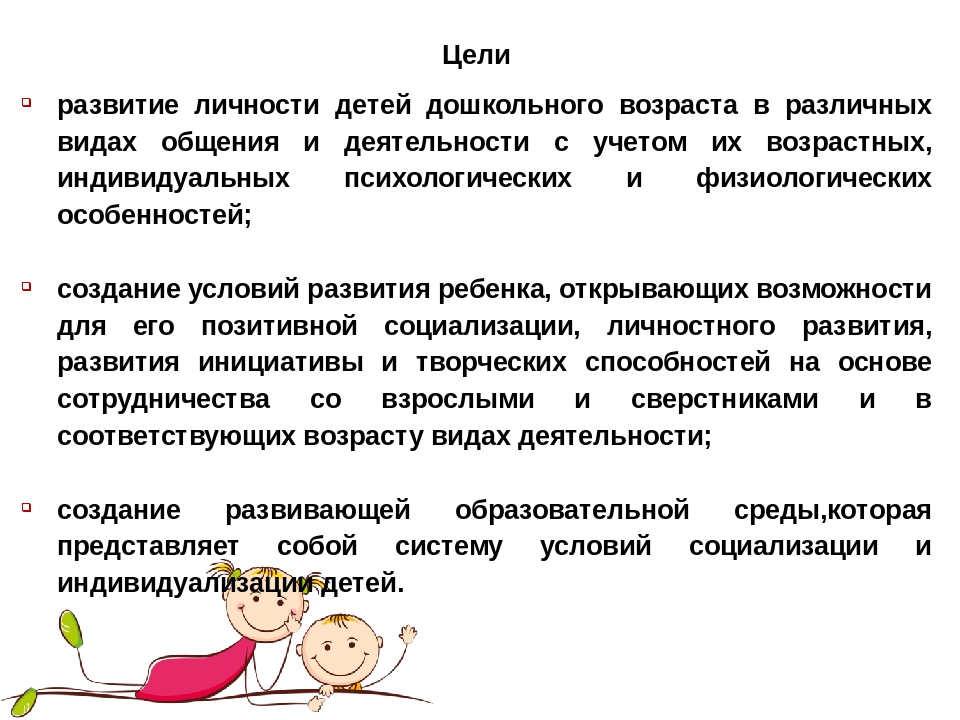 Цели
развитие личности детей дошкольного возраста в различных
видах общения и деятельности с учетом их возрастных,
индивидуальных психологических и физиологических
особенностей;
создание условий развития ребенка, открывающих возможности
для его позитивной социализации, личностного развития,
развития инициативы и творческих способностей на основе
сотрудничества со взрослыми и сверстниками и в
соответствующих возрасту видах деятельности;
создание развивающей образовательной среды,которая
представляет собой систему условий социализации и
индивидуализации детей.